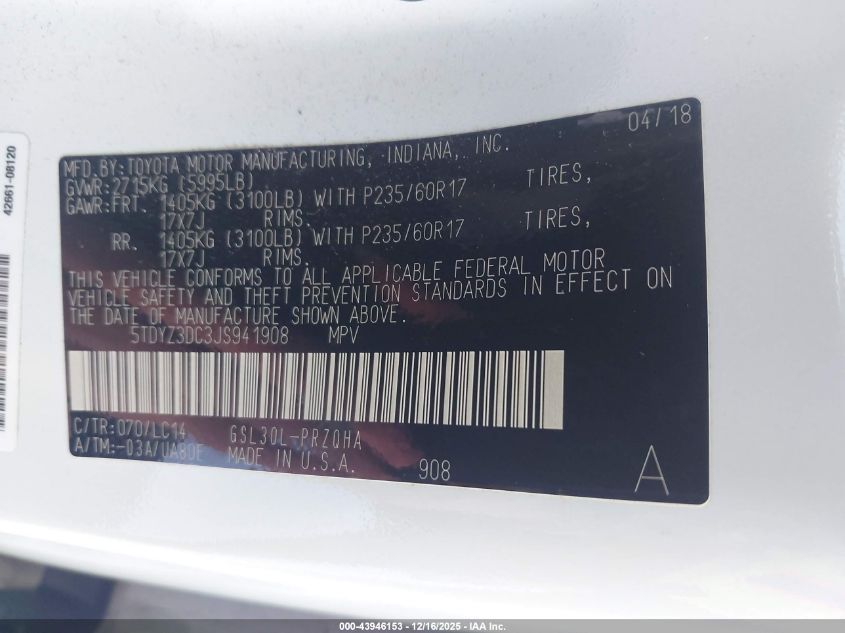 04/18
MFD.BY:TOYOTA MOTOR MANUFACTURING, INDIANA, INC.
GVWR:2715KG (5995LB)
GAWR:FRT. 1405KG (3100LB) WITH P235/60R17 TIRES,
17X7J RIMS.
RR. 1405KG (3100LB) WITH P235/60R17 TIRES,
17X7J RIMS.
THIS VEHICLE CONFORMS TO ALL APPLICABLE FEDERAL MOTOR
VEHICLE SAFETY AND THEFT PREVENTION STANDARDS IN EFFECT ON
THE DATE OF MANUFACTURE SHOWN ABOVE.
5TDYZ3DC3JS941908 MPV
C/TR:070/LC14 GSL30L-PRZQHA
A/TM:-03A/UA80E MADE IN U.S.A. 908
A
42661-08120
000-43946153 - 12/16/2025 - IAA Inc.